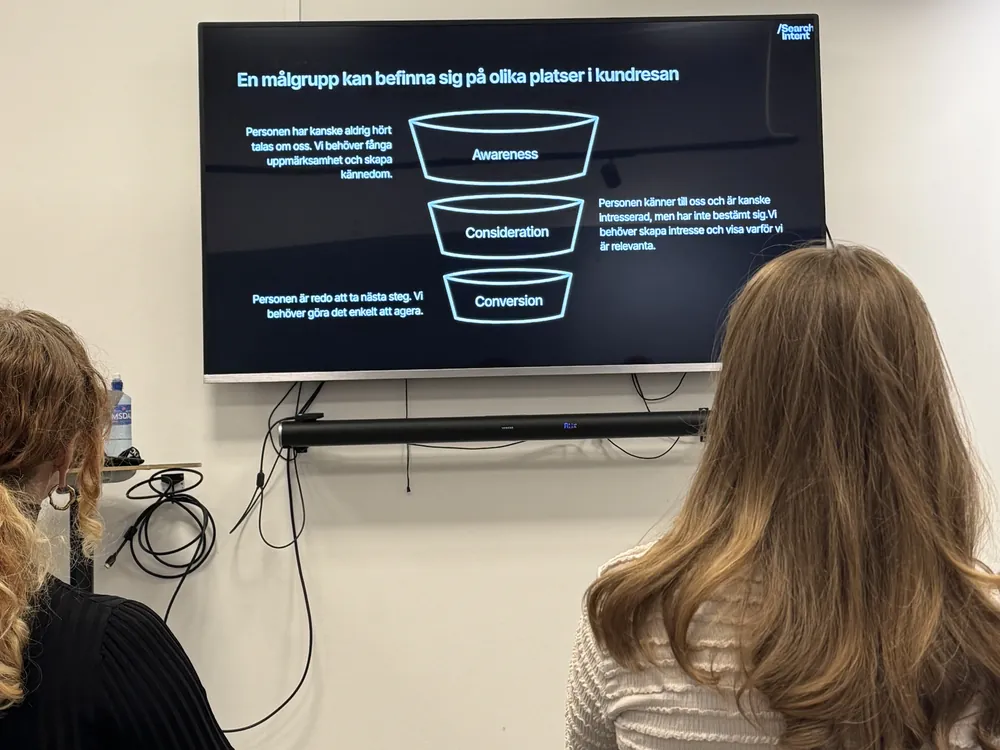 /Search
Intent
En målgrupp kan befinna sig på olika platser i kundresan
Personen har kanske aldrig hört
talas om oss. Vi behöver fånga
uppmärksamhet och skapa
kännedom.
Awareness
Personen känner till oss och är kanske
intresserad, men har inte bestämt sig.Vi
behöver skapa intresse och visa varför vi
är relevanta.
Consideration
Personen är redo att ta nästa steg. Vi
behöver göra det enkelt att agera.
Conversion